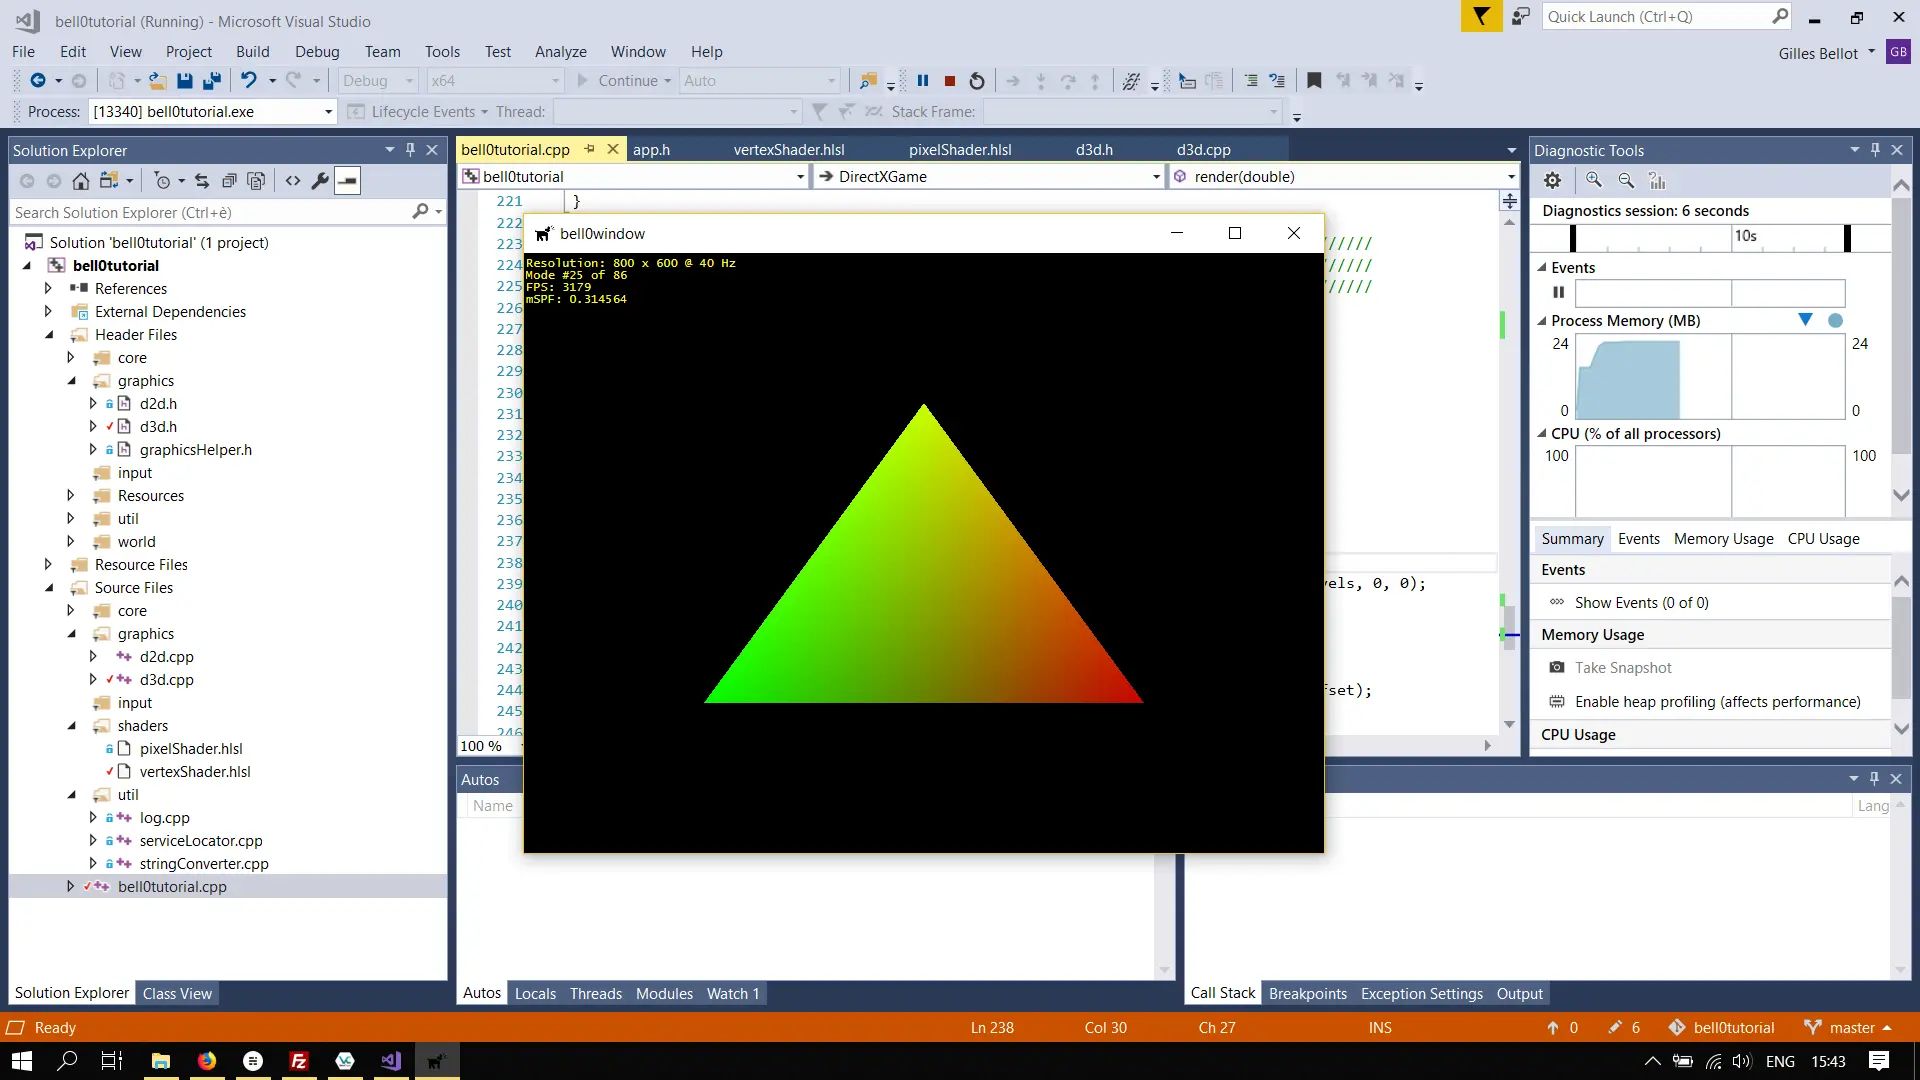 bell0tutorial (Running) - Microsoft Visual Studio
Quick Launch (Ctrl+Q)
File Edit View Project Build Debug Team Tools Test Analyze Window Help
Gilles Bellot GB
Debug x64 Continue Auto
Process: [13340] bell0tutorial.exe Lifecycle Events Thread: Stack Frame:
Solution Explorer
Search Solution Explorer (Ctrl+è)
Solution 'bell0tutorial' (1 project)
bell0tutorial
References
External Dependencies
Header Files
core
graphics
d2d.h
d3d.h
graphicsHelper.h
input
Resources
util
world
Resource Files
Source Files
core
graphics
d2d.cpp
d3d.cpp
input
shaders
pixelShader.hlsl
vertexShader.hlsl
util
log.cpp
serviceLocator.cpp
stringConverter.cpp
bell0tutorial.cpp
Solution Explorer Class View
bell0tutorial.cpp app.h vertexShader.hlsl pixelShader.hlsl d3d.h d3d.cpp
bell0tutorial DirectXGame render(double)
221 }
222
223 /////
224 /////
225 /////
226
227
228
229
230
231
232
233
234
235
236
237
238
239 vels, 0, 0);
240
241
242
243
244 fset);
245
246
100 %
bell0window
Resolution: 800 x 600 @ 40 Hz
Mode #25 of 86
FPS: 3179
mSPF: 0.314564
Autos
Name
Lang
Autos Locals Threads Modules Watch 1
Call Stack Breakpoints Exception Settings Output
Diagnostic Tools
Diagnostics session: 6 seconds
10s
Events
Process Memory (MB)
24 24
0 0
CPU (% of all processors)
100 100
Summary Events Memory Usage CPU Usage
Events
Show Events (0 of 0)
Memory Usage
Take Snapshot
Enable heap profiling (affects performance)
CPU Usage
Ready Ln 238 Col 30 Ch 27 INS 0 6 bell0tutorial master
ENG 15:43